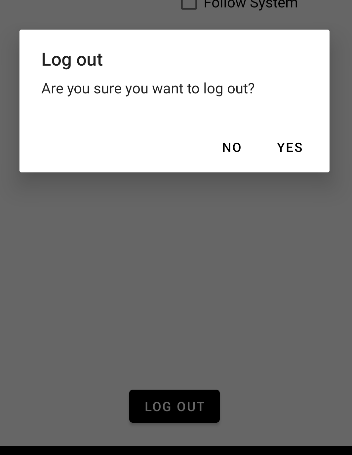 Follow System
Log out
Are you sure you want to log out?
NO YES
LOG OUT